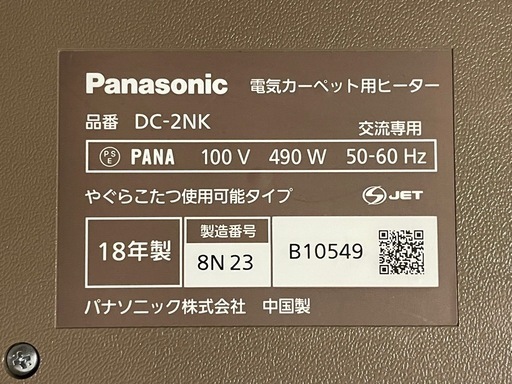 Panasonic 電気カーペット用ヒーター
品番 DC-2NK 交流専用
PSE PANA 100 V 490 W 50-60 Hz
やぐらこたつ使用可能タイプ S JET
18年製 製造番号 8N 23 B10549
パナソニック株式会社 中国製